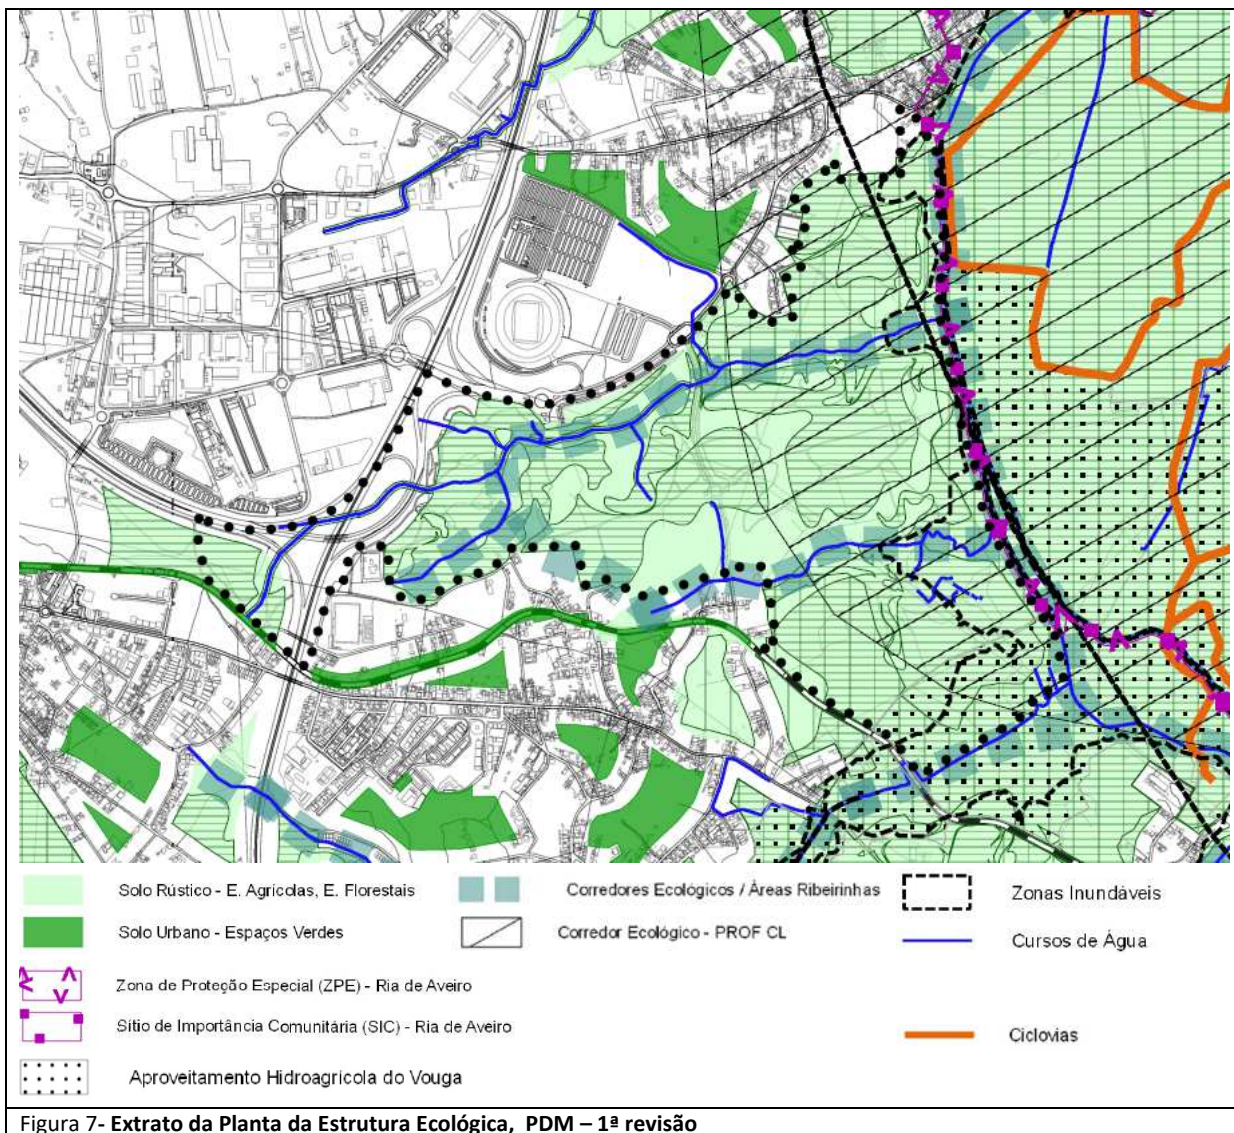 Solo Rústico - E. Agrícolas, E. Florestais
Solo Urbano - Espaços Verdes
Zona de Proteção Especial (ZPE) - Ria de Aveiro
Sítio de Importância Comunitária (SIC) - Ria de Aveiro
Aproveitamento Hidroagrícola do Vouga
Corredores Ecológicos / Áreas Ribeirinhas
Corredor Ecológico - PROF CL
Zonas Inundáveis
Cursos de Água
Ciclovias
Figura 7- Extrato da Planta da Estrutura Ecológica, PDM – 1ª revisão